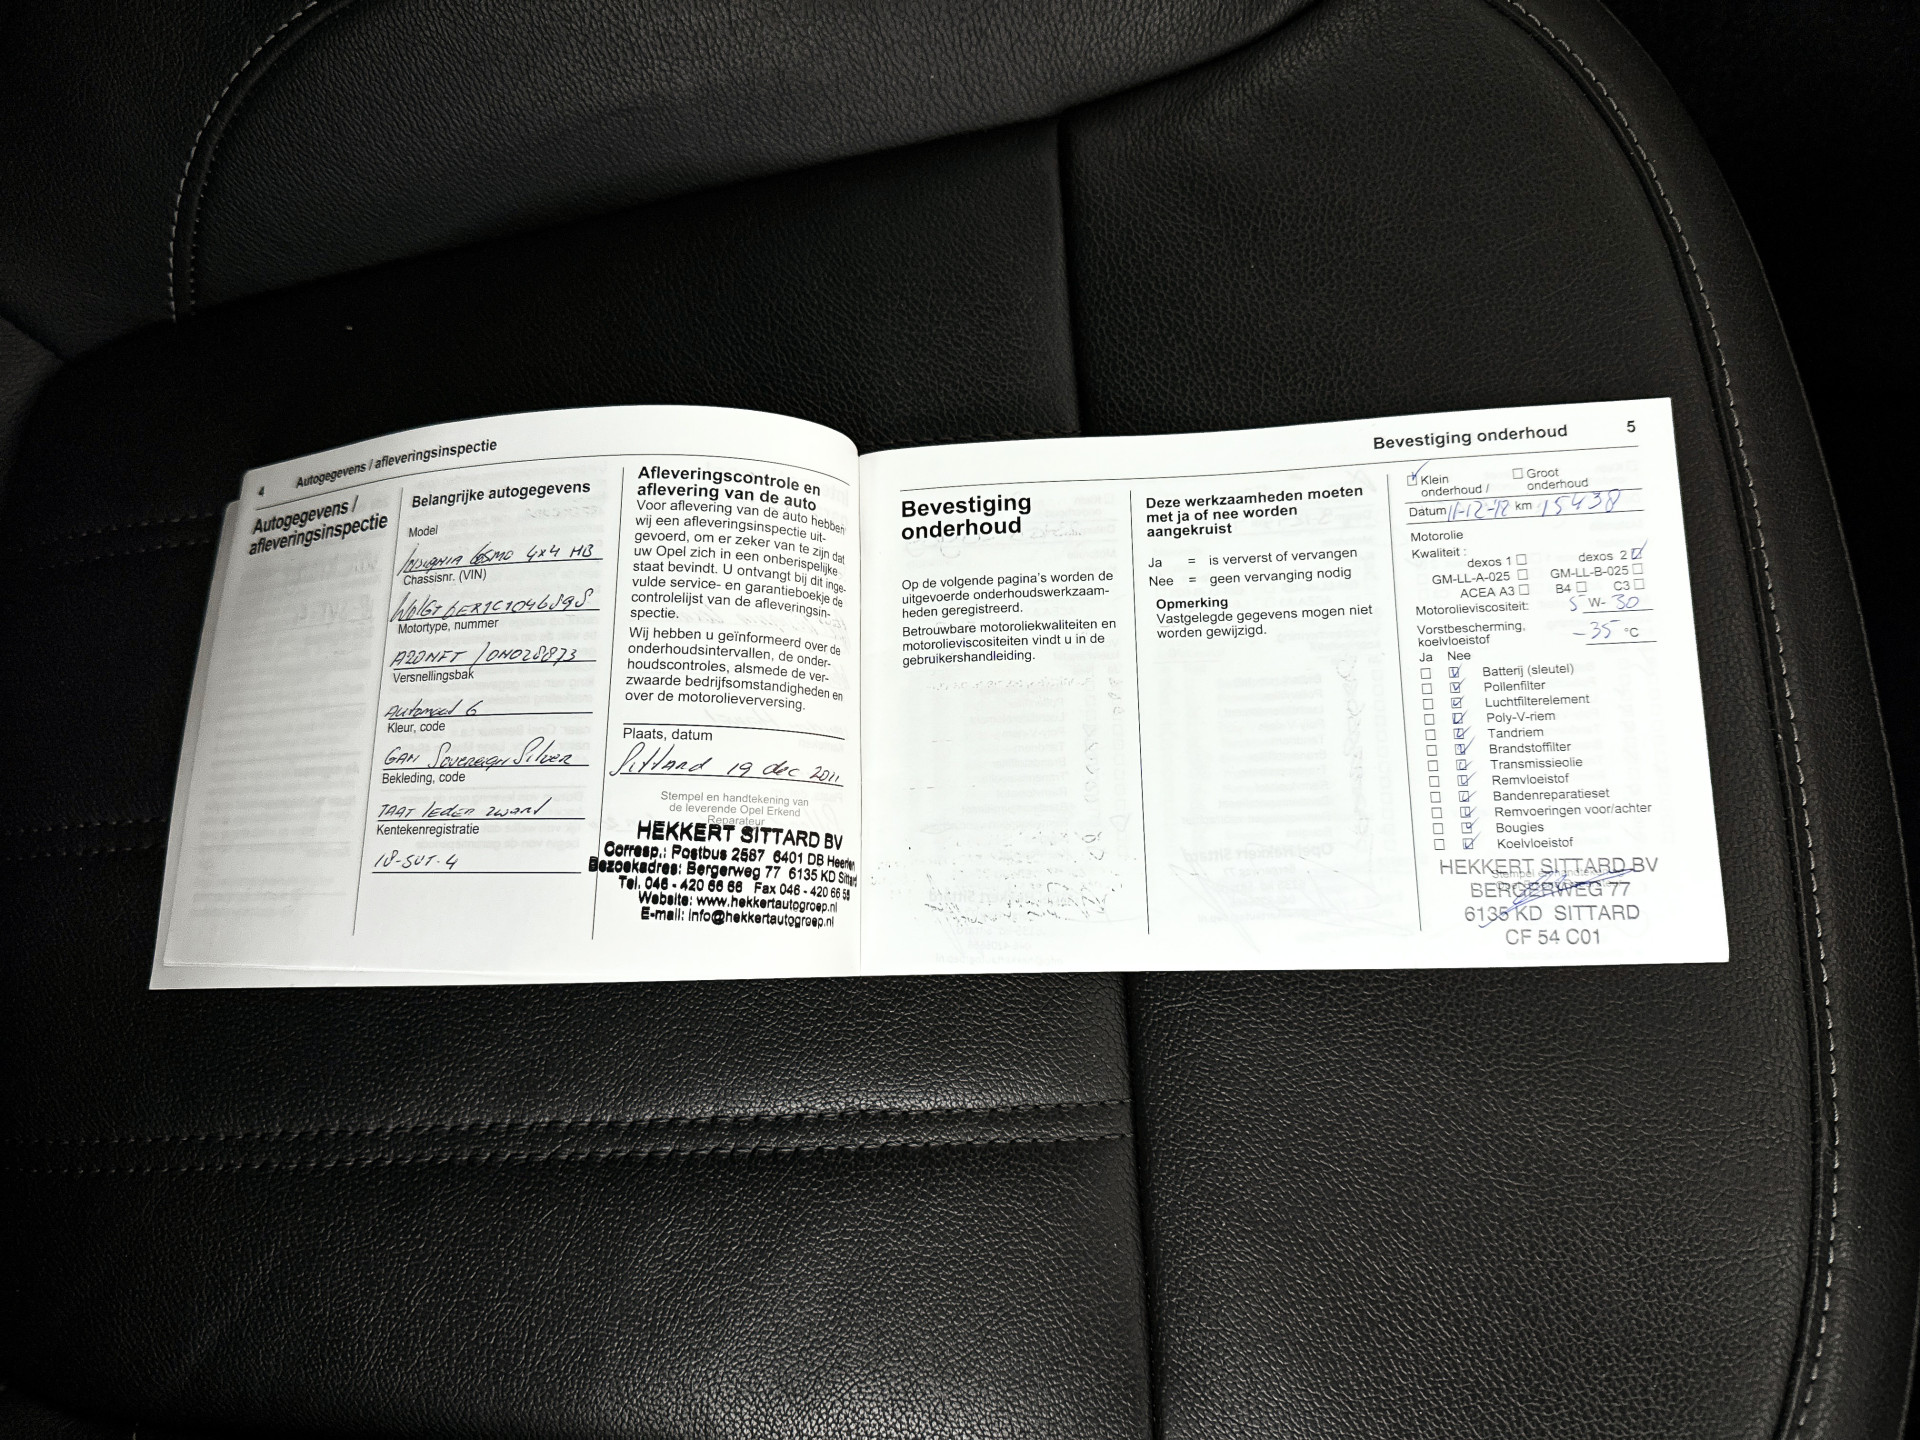 4 Autogegevens / afleveringsinspectie
Autogegevens /
afleveringsinspectie
Belangrijke autogegevens
Model
Insignia Cosmo 4x4 HB
Chassisnr. (VIN)
Motortype, nummer
A20NFT /
Versnellingsbak
Automaat 6
Kleur, code
GAN Sovereign Silver
Bekleding, code
TAAT leder zwart
Kentekenregistratie
18-SVT-4
Afleveringscontrole en
aflevering van de auto
Voor aflevering van de auto hebben
wij een afleveringsinspectie uit-
gevoerd, om er zeker van te zijn dat
uw Opel zich in een onberispelijke
staat bevindt. U ontvangt bij dit inge-
vulde service- en garantieboekje de
controlelijst van de afleveringsin-
spectie.
Wij hebben u geïnformeerd over de
onderhoudsintervallen, de onder-
houdscontroles, alsmede de ver-
zwaarde bedrijfsomstandigheden en
over de motorolieverversing.
Plaats, datum
Sittard 19 dec 2011
Stempel en handtekening van
de leverende Opel Erkend
Reparateur
HEKKERT SITTARD BV
Corresp.: Postbus 2587 6401 DB Heerlen
Bezoekadres: Bergerweg 77 6135 KD Sittard
Tel. 046 - 420 66 66 Fax 046 - 420 66 58
Website: www.hekkertautogroep.nl
E-mail: info@hekkertautogroep.nl
Bevestiging onderhoud 5
Bevestiging
onderhoud
Op de volgende pagina's worden de
uitgevoerde onderhoudswerkzaam-
heden geregistreerd.
Betrouwbare motoroliekwaliteiten en
motorolieviscositeiten vindt u in de
gebruikershandleiding.
Deze werkzaamheden moeten
met ja of nee worden
aangekruist
Ja = is ververst of vervangen
Nee = geen vervanging nodig
Opmerking
Vastgelegde gegevens mogen niet
worden gewijzigd.
Klein onderhoud / Groot onderhoud
Datum 11-12-12 km 15438
Motorolie
Kwaliteit :
dexos 1 dexos 2
GM-LL-A-025 GM-LL-B-025
ACEA A3 B4 C3
Motorolieviscositeit: 5 W- 30
Vorstbescherming,
koelvloeistof -35 °C
Ja Nee
Batterij (sleutel)
Pollenfilter
Luchtfilterelement
Poly-V-riem
Tandriem
Brandstoffilter
Transmissieolie
Remvloeistof
Bandenreparatieset
Remvoeringen voor/achter
Bougies
Koelvloeistof
HEKKERT SITTARD BV
BERGERWEG 77
6135 KD SITTARD
CF 54 C01